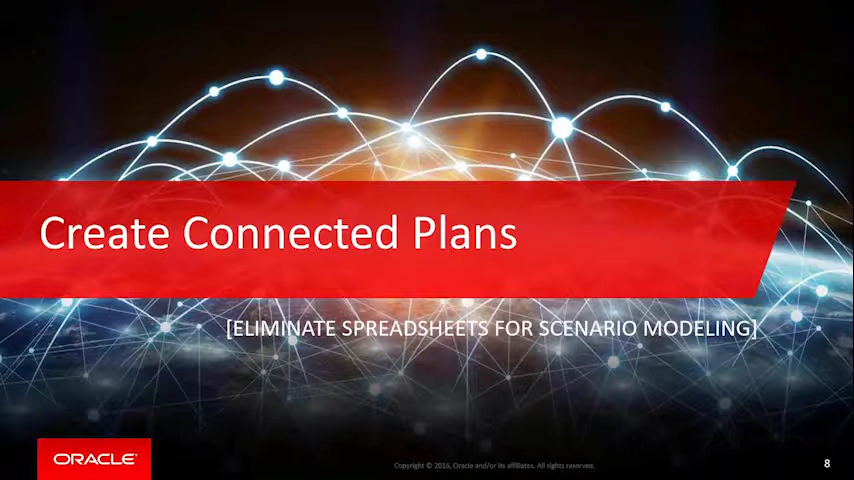 Create Connected Plans
[ELIMINATE SPREADSHEETS FOR SCENARIO MODELING]
ORACLE®
Copyright © 2016, Oracle and/or its affiliates. All rights reserved.
8